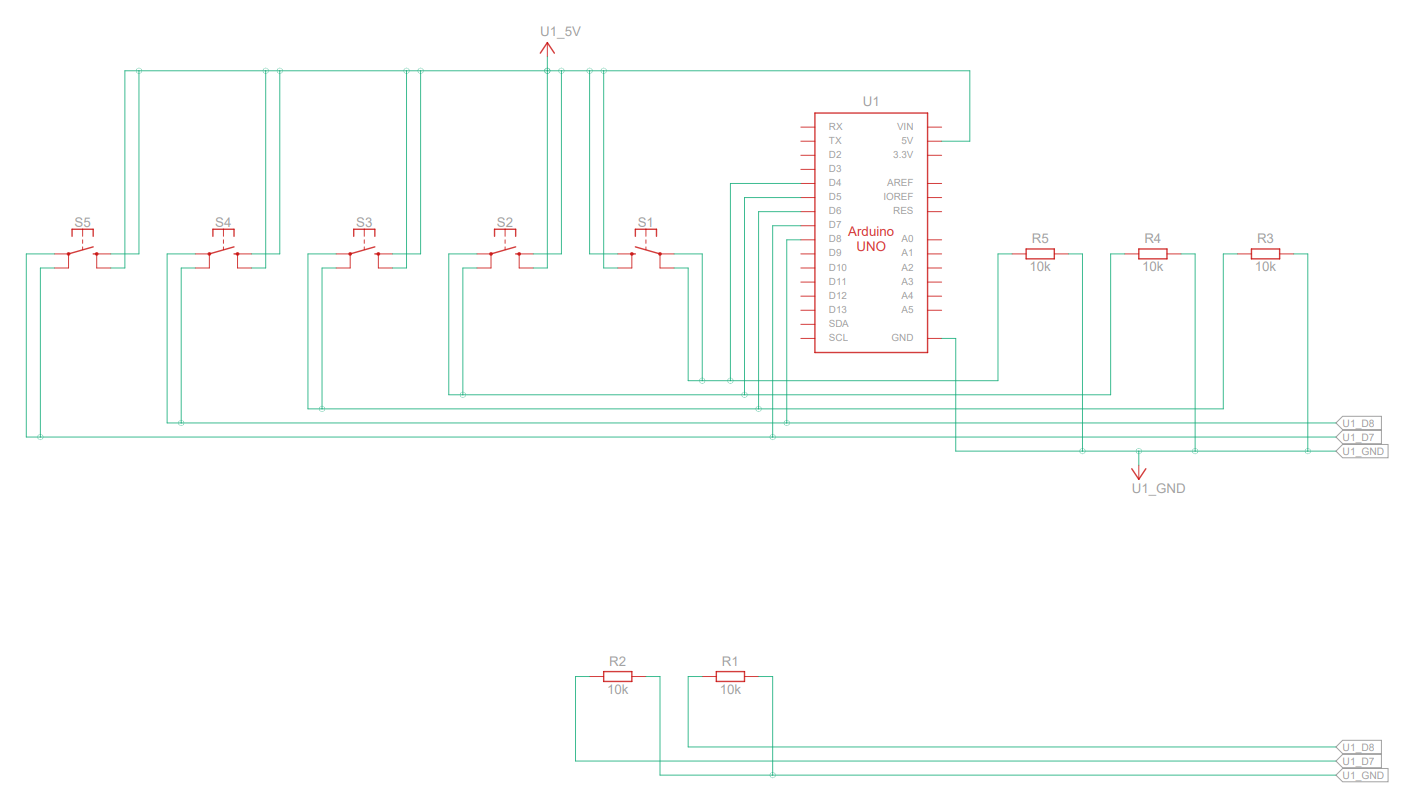 U1_5V
U1
RX VIN
TX 5V
D2 3.3V
D3
D4 AREF
D5 IOREF
D6 RES
D7
Arduino
UNO
D8 A0
D9 A1
D10 A2
D11 A3
D12 A4
D13 A5
SDA
SCL GND
S5 S4 S3 S2 S1
R5 R4 R3
10k 10k 10k
U1_D8
U1_D7
U1_GND
U1_GND
R2 R1
10k 10k
U1_D8
U1_D7
U1_GND